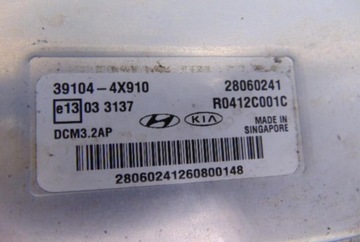 39104-4X910 28060241
e13 03 3137 R0412C001C
DCM3.2AP KIA MADE IN
SINGAPORE
28060241260800148